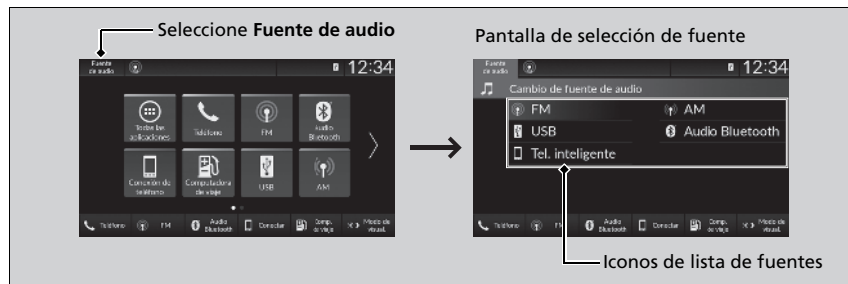 Seleccione Fuente de audio
Fuente
de audio
12:34
Todas las
aplicaciones
Teléfono
FM
Audio
Bluetooth
Conexión de
teléfono
Computadora
de viaje
USB
AM
Teléfono
FM
Audio
Bluetooth
Conectar
Comp.
de viaje
Modo de
visual.
Pantalla de selección de fuente
Fuente
de audio
12:34
Cambio de fuente de audio
FM
AM
USB
Audio Bluetooth
Tel. inteligente
Teléfono
FM
Audio
Bluetooth
Conectar
Comp.
de viaje
Modo de
visual.
Iconos de lista de fuentes